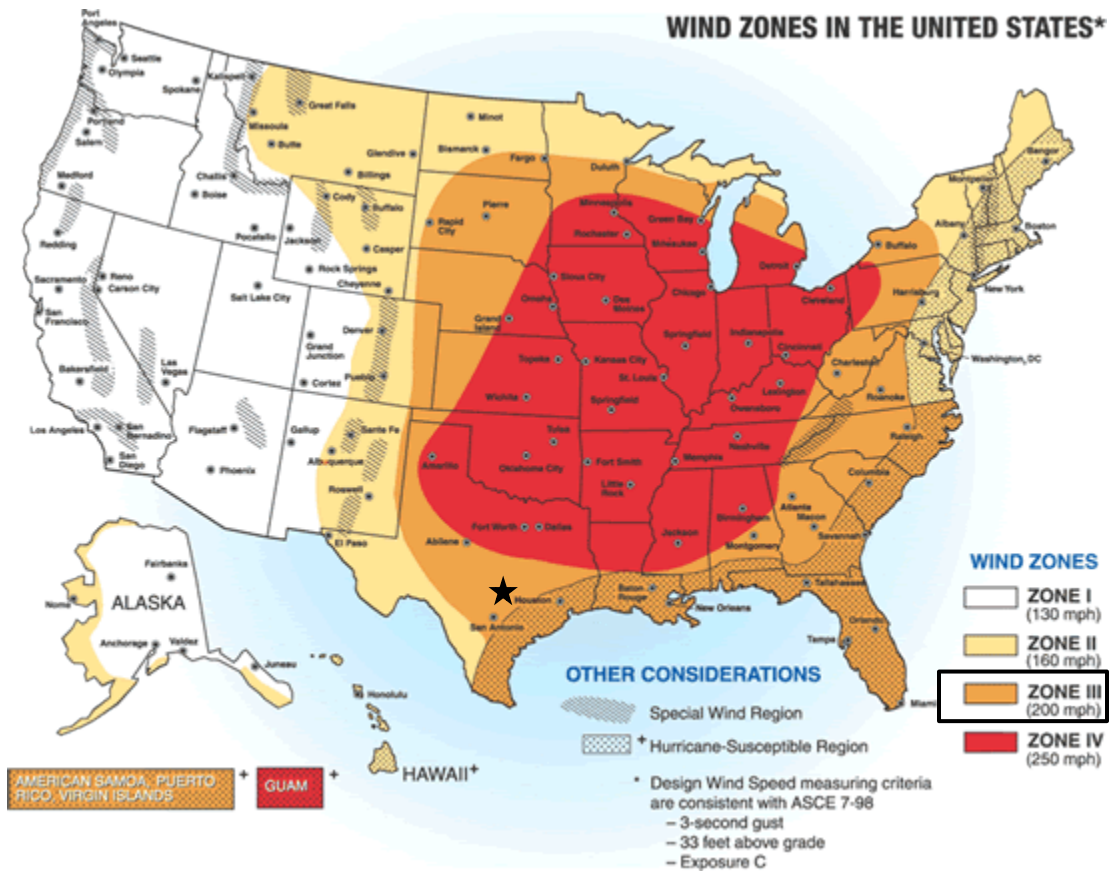 WIND ZONES IN THE UNITED STATES*
Port
Angeles
Seattle
Olympia
Spokane
Kalispell
Great Falls
Portland
Salem
Missoula
Butte
Glendive
Billings
Minot
Bismarck
Fargo
Duluth
Bangor
Montpelier
Medford
Challis
Boise
Cody
Buffalo
Pierre
Rapid
City
Minneapolis
Rochester
Green Bay
Milwaukee
Buffalo
Albany
Boston
Redding
Pocatello
Jackson
Casper
Rock Springs
Cheyenne
Sioux City
Detroit
Chicago
Cleveland
Harrisburg
New York
Sacramento
Reno
Carson City
San
Francisco
Salt Lake City
Omaha
Des
Moines
Grand
Island
Denver
Grand
Junction
Pueblo
Cortez
Springfield
Indianapolis
Cincinnati
Charleston
Washington, DC
Bakersfield
Las
Vegas
Topeka
Kansas City
St. Louis
Lexington
Roanoke
Wichita
Springfield
Owensboro
Raleigh
Los Angeles
San
Bernadino
San
Diego
Flagstaff
Gallup
Phoenix
Sante Fe
Albuquerque
Roswell
El Paso
Tulsa
Amarillo
Oklahoma City
Fort Smith
Little
Rock
Memphis
Nashville
Columbia
Atlanta
Macon
Savannah
Birmingham
Montgomery
Jackson
Fort Worth
Dallas
Abilene
Houston
San Antonio
Baton
Rouge
New Orleans
Tallahassee
Orlando
Tampa
Miami
Fairbanks
Nome
ALASKA
Anchorage
Valdez
Juneau
Honolulu
HAWAII+
AMERICAN SAMOA, PUERTO
RICO, VIRGIN ISLANDS
+
GUAM
+
WIND ZONES
ZONE I
(130 mph)
ZONE II
(160 mph)
ZONE III
(200 mph)
ZONE IV
(250 mph)
OTHER CONSIDERATIONS
Special Wind Region
+ Hurricane-Susceptible Region
* Design Wind Speed measuring criteria
are consistent with ASCE 7-98
– 3-second gust
– 33 feet above grade
– Exposure C